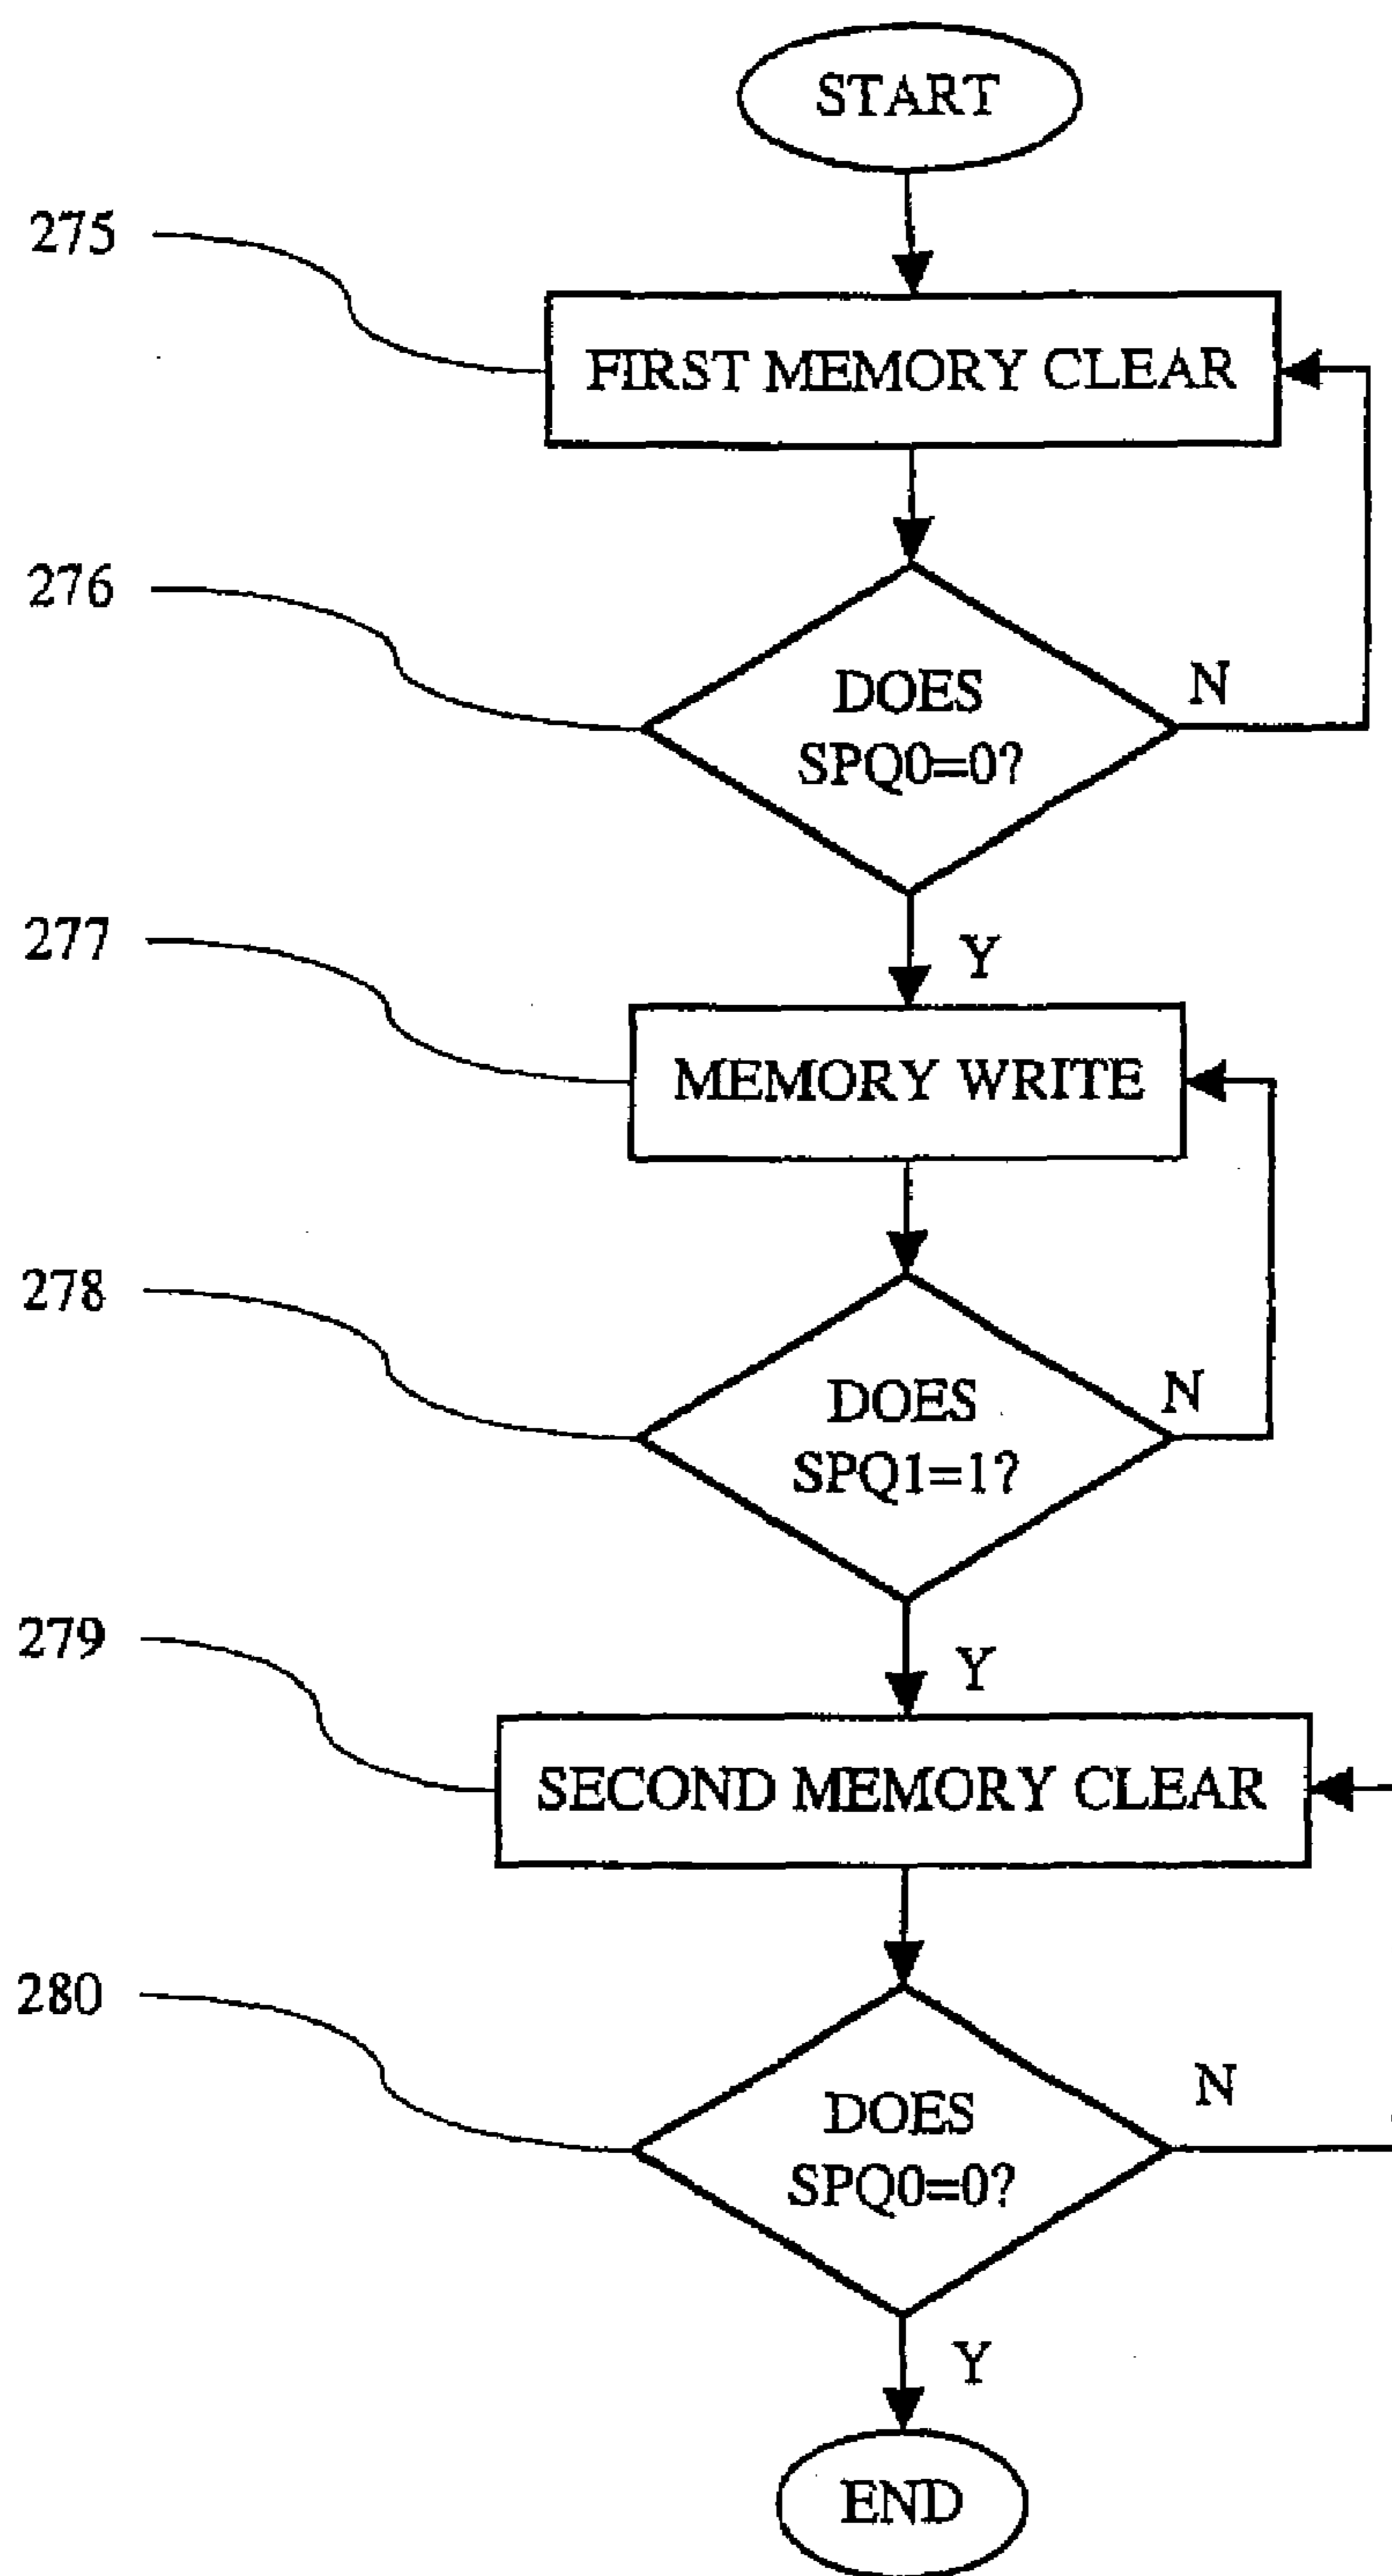 START
275
FIRST MEMORY CLEAR
276
DOES
SPQ0=0?
N
Y
277
MEMORY WRITE
278
DOES
SPQ1=1?
N
Y
279
SECOND MEMORY CLEAR
280
DOES
SPQ0=0?
N
Y
END